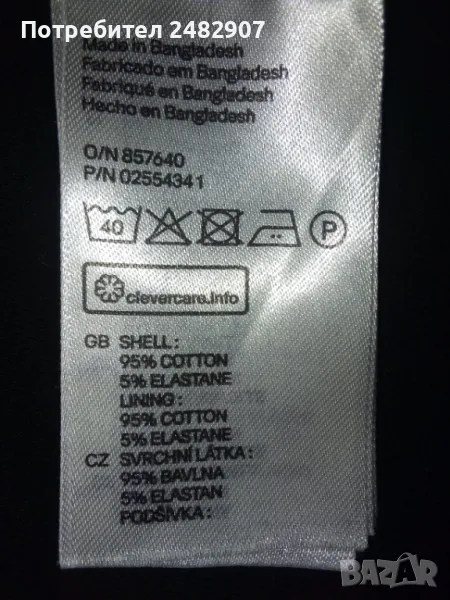 Потребител 2482907
Made in Bangladesh
Fabricado em Bangladesh
Fabriqué en Bangladesh
Hecho en Bangladesh
O/N 857640
P/N 02554341
40 P
clevercare.info
GB SHELL:
95% COTTON
5% ELASTANE
LINING:
95% COTTON
5% ELASTANE
CZ SVRCHNÍ LÁTKA:
95% BAVLNA
5% ELASTAN
PODŠÍVKA:
BAZAR